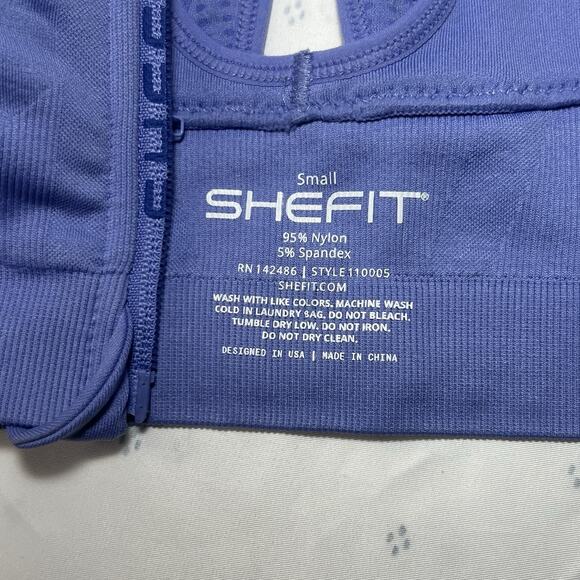 Small
SHEFIT®
95% Nylon
5% Spandex
RN 142486 | STYLE 110005
SHEFIT.COM
WASH WITH LIKE COLORS. MACHINE WASH
COLD IN LAUNDRY BAG. DO NOT BLEACH.
TUMBLE DRY LOW. DO NOT IRON.
DO NOT DRY CLEAN.
DESIGNED IN USA | MADE IN CHINA